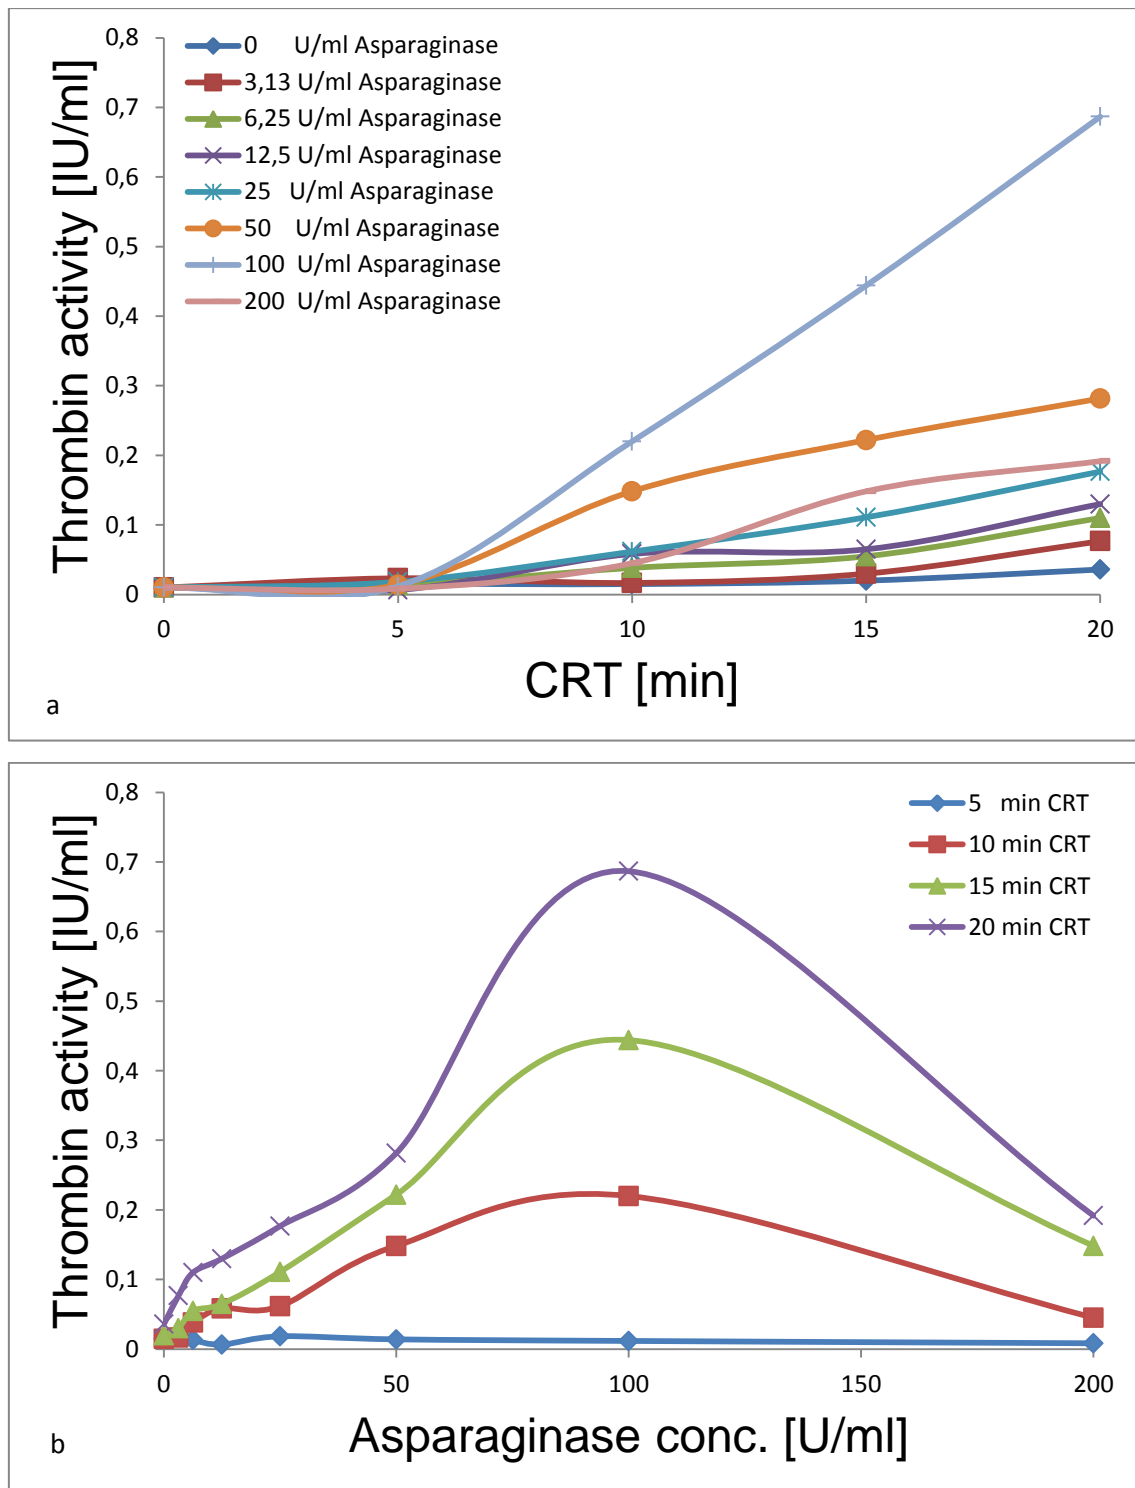 Thrombin activity [IU/ml]
0,8
0,7
0,6
0,5
0,4
0,3
0,2
0,1
0
0 U/ml Asparaginase
3,13 U/ml Asparaginase
6,25 U/ml Asparaginase
12,5 U/ml Asparaginase
25 U/ml Asparaginase
50 U/ml Asparaginase
100 U/ml Asparaginase
200 U/ml Asparaginase
0 5 10 15 20
CRT [min]
a
Thrombin activity [IU/ml]
0,8
0,7
0,6
0,5
0,4
0,3
0,2
0,1
0
5 min CRT
10 min CRT
15 min CRT
20 min CRT
0 50 100 150 200
Asparaginase conc. [U/ml]
b